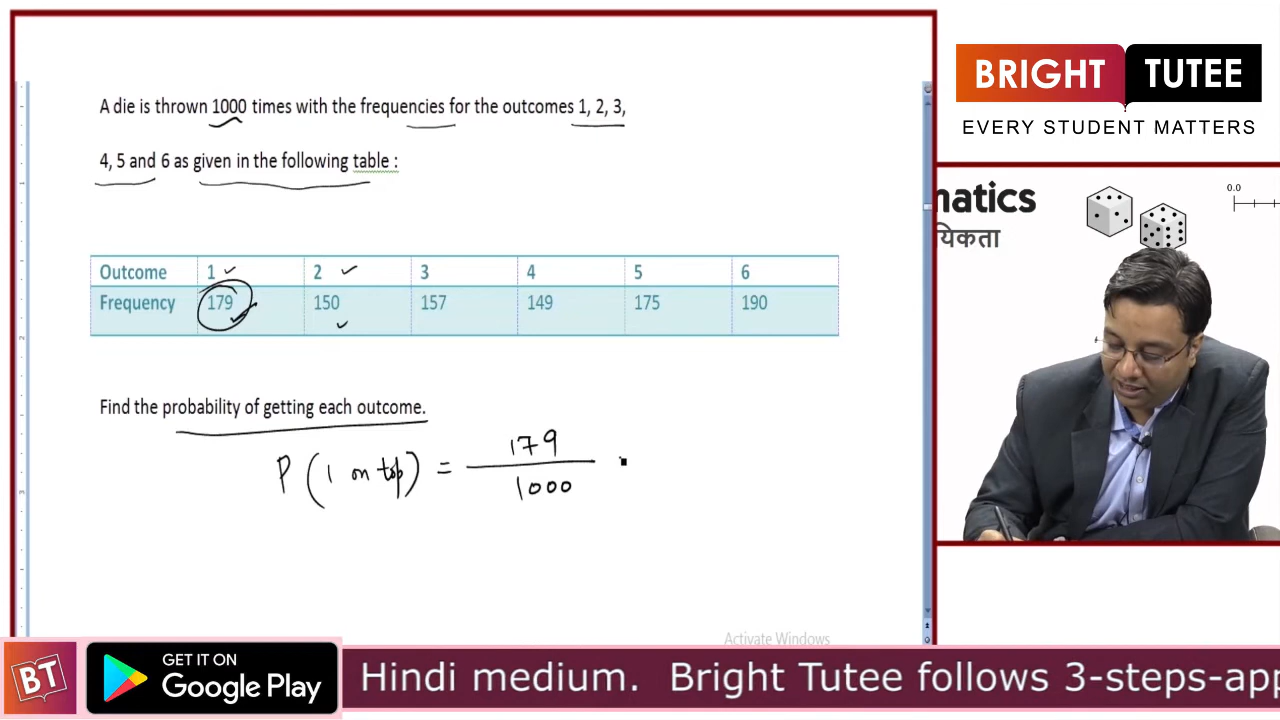 BRIGHT TUTEE
EVERY STUDENT MATTERS
A die is thrown 1000 times with the frequencies for the outcomes 1, 2, 3,
4, 5 and 6 as given in the following table :
0.0
Outcome 1 2 3 4 5 6
Frequency 179 150 157 149 175 190
Find the probability of getting each outcome.
P (1 on top) = 179
1000
Activate Windows
BT
GET IT ON
Google Play
Hindi medium. Bright Tutee follows 3-steps-app